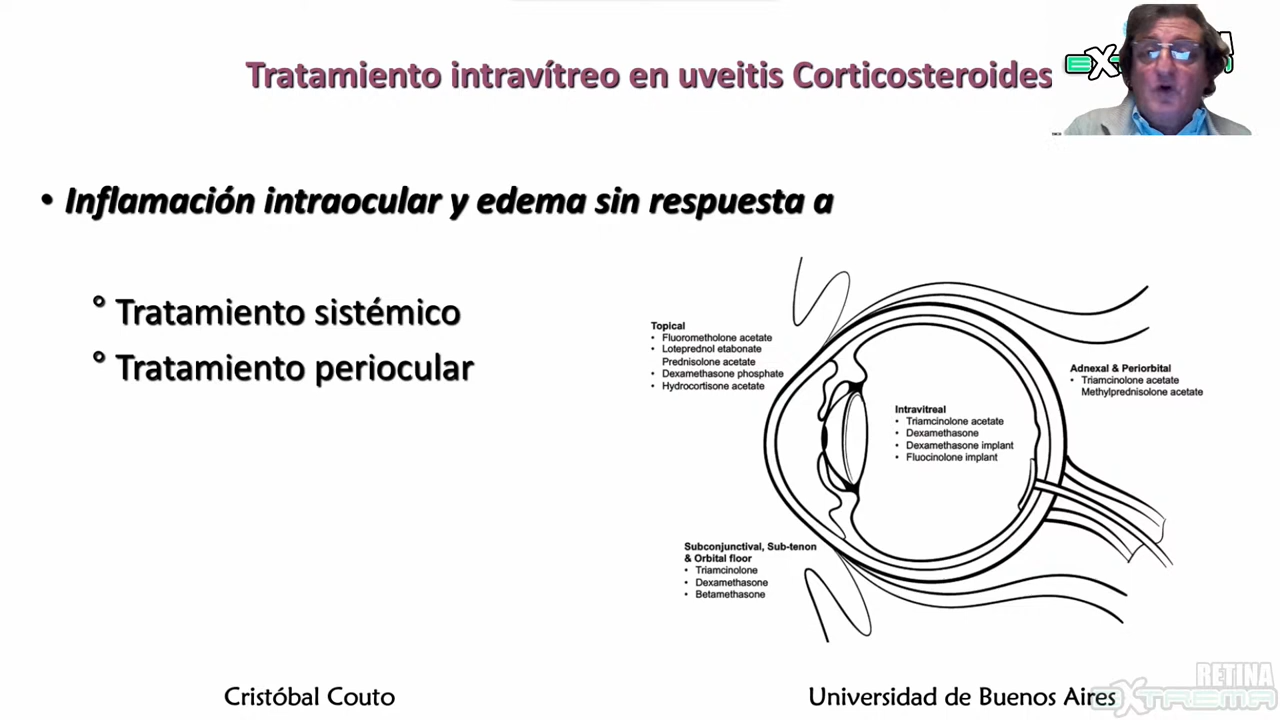 Tratamiento intravítreo en uveitis Corticosteroides
• Inflamación intraocular y edema sin respuesta a
° Tratamiento sistémico
° Tratamiento periocular
Topical
• Fluorometholone acetate
• Loteprednol etabonate
Prednisolone acetate
• Dexamethasone phosphate
• Hydrocortisone acetate
Intravitreal
• Triamcinolone acetate
• Dexamethasone
• Dexamethasone implant
• Fluocinolone implant
Adnexal & Periorbital
• Triamcinolone acetate
Methylprednisolone acetate
Subconjunctival, Sub-tenon
& Orbital floor
• Triamcinolone
• Dexamethasone
• Betamethasone
Cristóbal Couto
Universidad de Buenos Aires
RETINA
EXTREMA